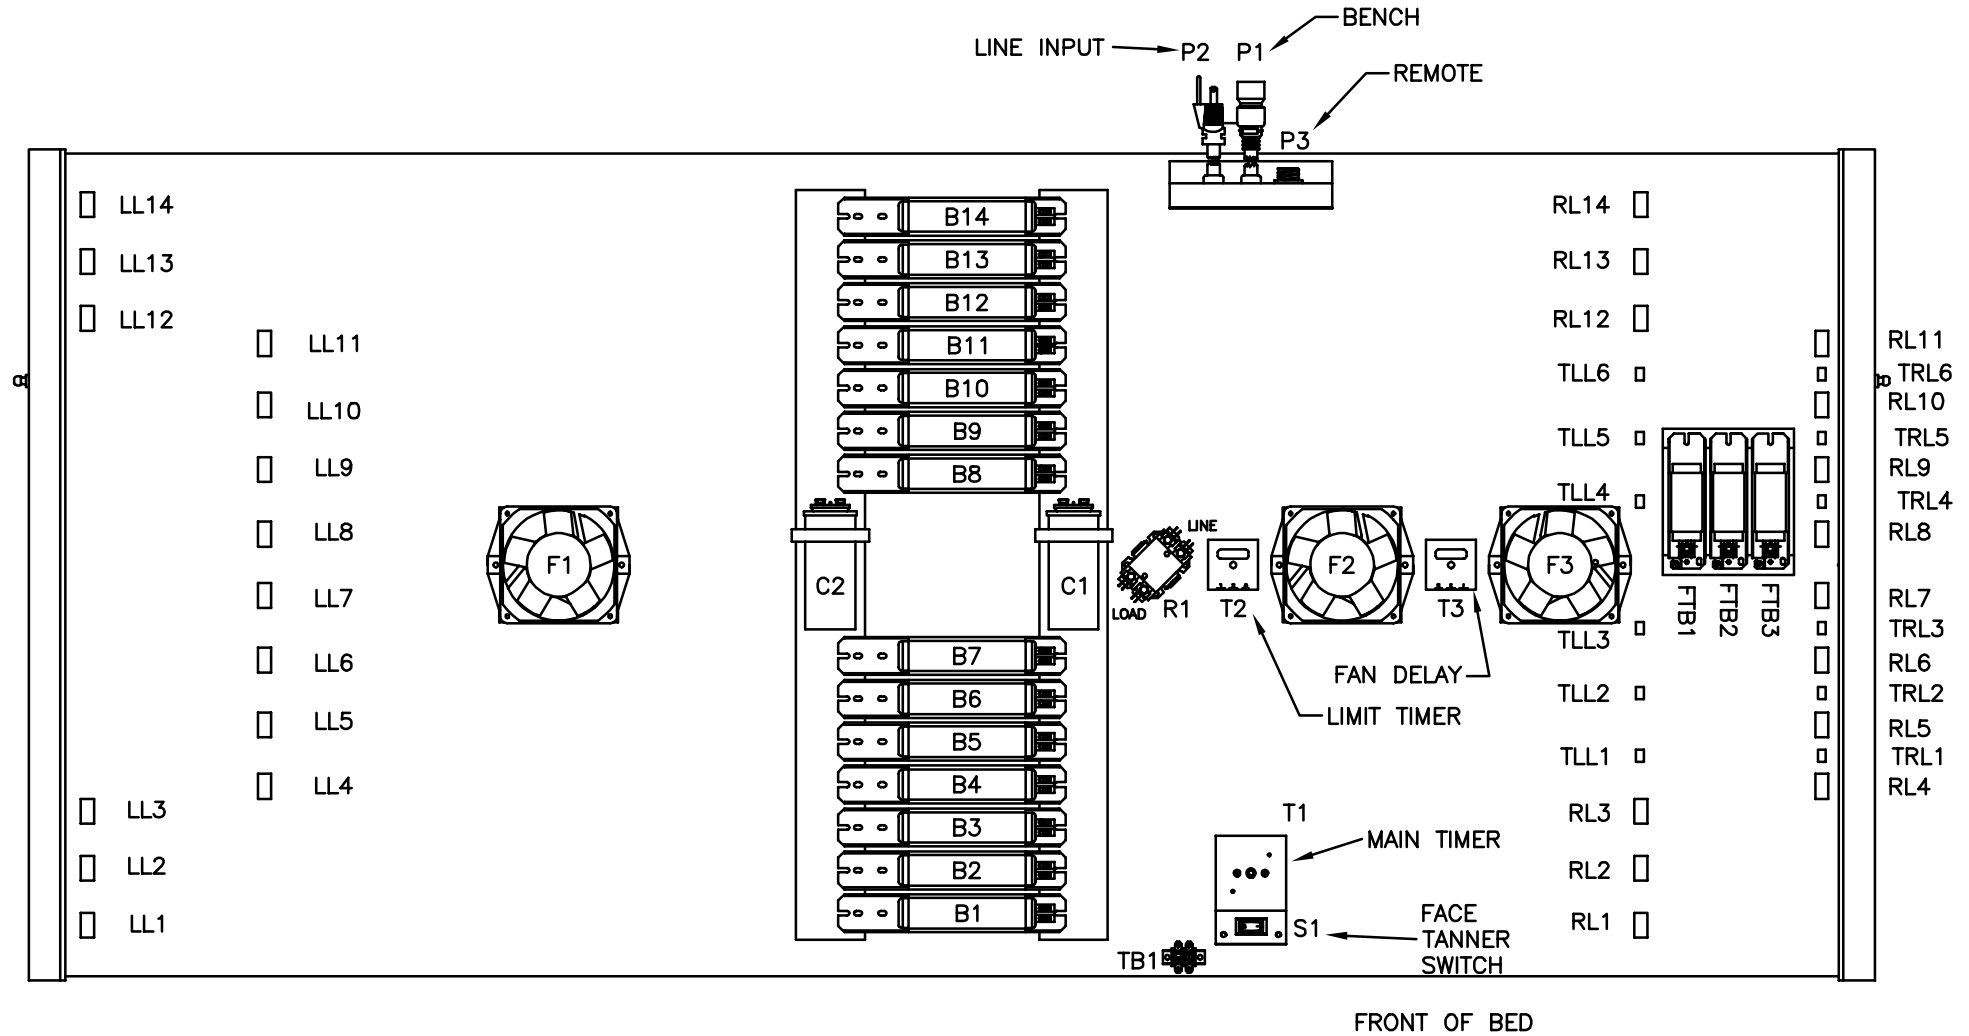 BENCH
LINE INPUT
P2
P1
REMOTE
P3
LL14
B14
RL14
LL13
B13
RL13
LL12
B12
RL12
LL11
B11
RL11
TLL6
TRL6
LL10
B10
RL10
LL9
B9
TLL5
TRL5
RL9
B8
TLL4
TRL4
LL8
LINE
RL8
F1
F2
F3
C2
C1
LL7
LOAD
R1
T2
T3
FTB1
FTB2
FTB3
RL7
TRL3
TLL3
LL6
B7
RL6
FAN DELAY
B6
TLL2
TRL2
LIMIT TIMER
LL5
B5
RL5
TLL1
TRL1
LL4
B4
RL4
LL3
B3
T1
RL3
MAIN TIMER
LL2
B2
RL2
LL1
B1
S1
FACE
TANNER
SWITCH
RL1
TB1
FRONT OF BED